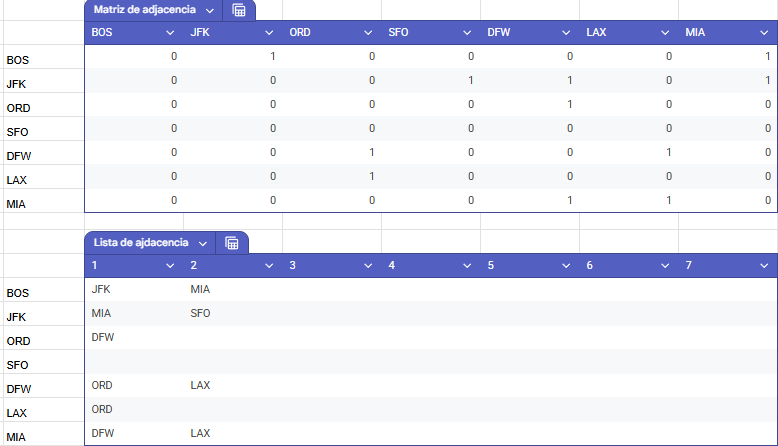 Matriz de adjacencia
BOS JFK ORD SFO DFW LAX MIA
BOS 0 1 0 0 0 0 1
JFK 0 0 0 1 1 0 1
ORD 0 0 0 0 1 0 0
SFO 0 0 0 0 0 0 0
DFW 0 0 1 0 0 1 0
LAX 0 0 1 0 0 0 0
MIA 0 0 0 0 1 1 0
Lista de ajdacencia
1 2 3 4 5 6 7
BOS JFK MIA
JFK MIA SFO
ORD DFW
SFO
DFW ORD LAX
LAX ORD
MIA DFW LAX